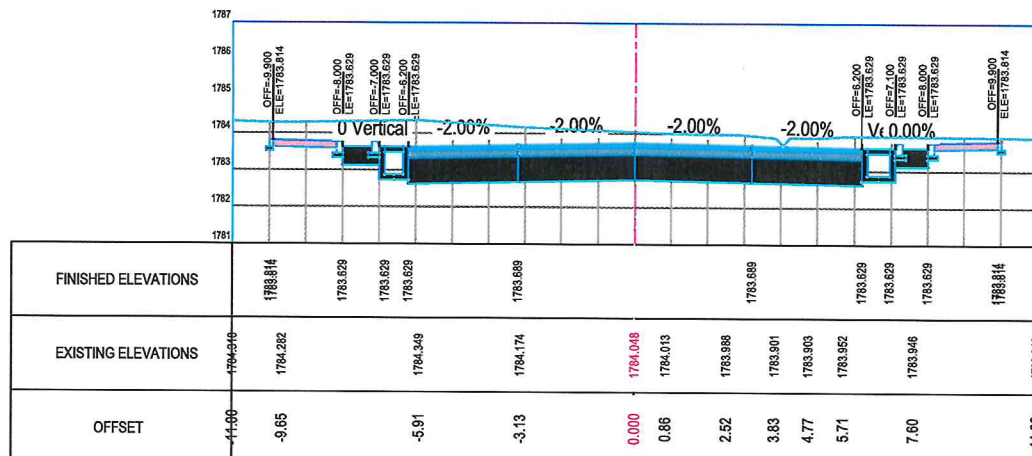 1787
1786
1785
1784
1783
1782
1781
OFF=-9.900
ELE=1783.814
OFF=-8.000
LE=1783.629
OFF=-7.000
LE=1783.629
OFF=-6.200
LE=1783.629
OFF=6.200
LE=1783.629
OFF=7.100
LE=1783.629
OFF=8.000
LE=1783.629
OFF=9.900
ELE=1783.814
0 Vertical -2.00% -2.00% -2.00% -2.00% 0.00%
FINISHED ELEVATIONS 1783.814 1783.629 1783.629 1783.629 1783.689 1783.689 1783.629 1783.629 1783.629 1783.814
EXISTING ELEVATIONS 1784.282 1784.349 1784.174 1784.048 1784.013 1783.988 1783.901 1783.903 1783.952 1783.946
OFFSET -11.00 -9.65 -5.91 -3.13 0.000 0.86 2.52 3.83 4.77 5.71 7.60